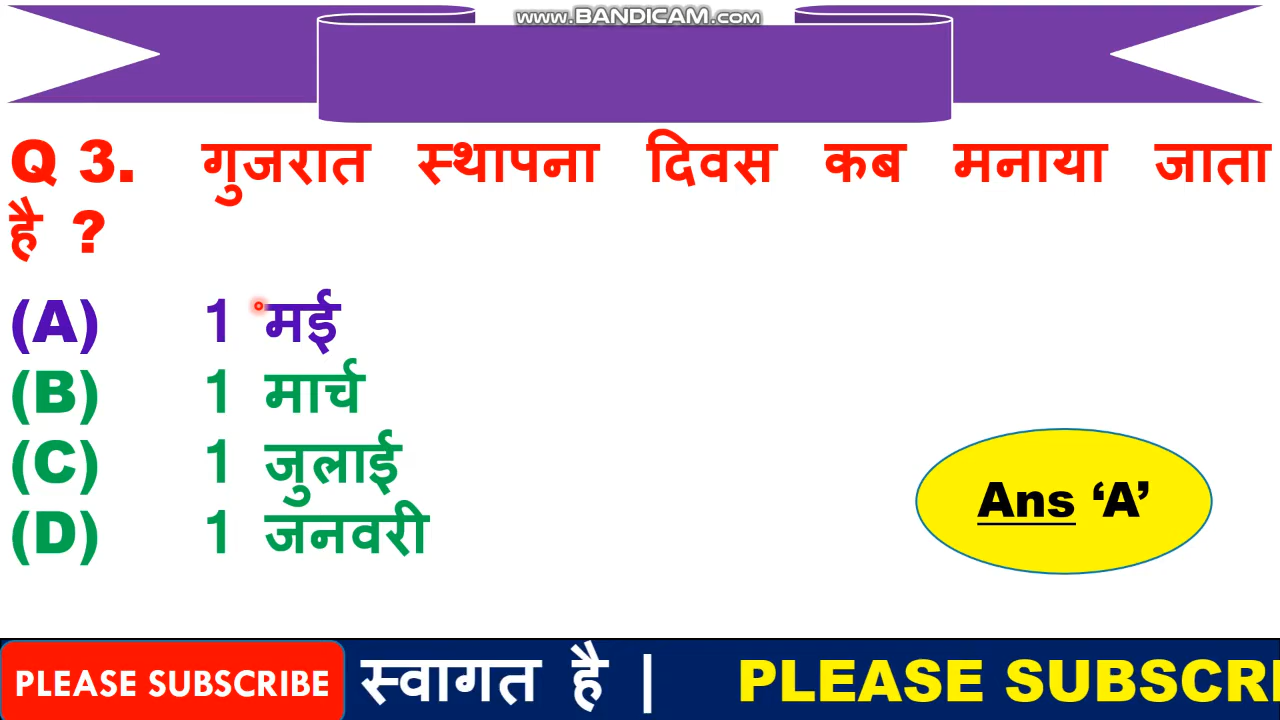 www.BANDICAM.com
Q 3. गुजरात स्थापना दिवस कब मनाया जाता
है ?
(A) 1 मई
(B) 1 मार्च
(C) 1 जुलाई
(D) 1 जनवरी
Ans ‘A’
PLEASE SUBSCRIBE स्वागत है | PLEASE SUBSCRI